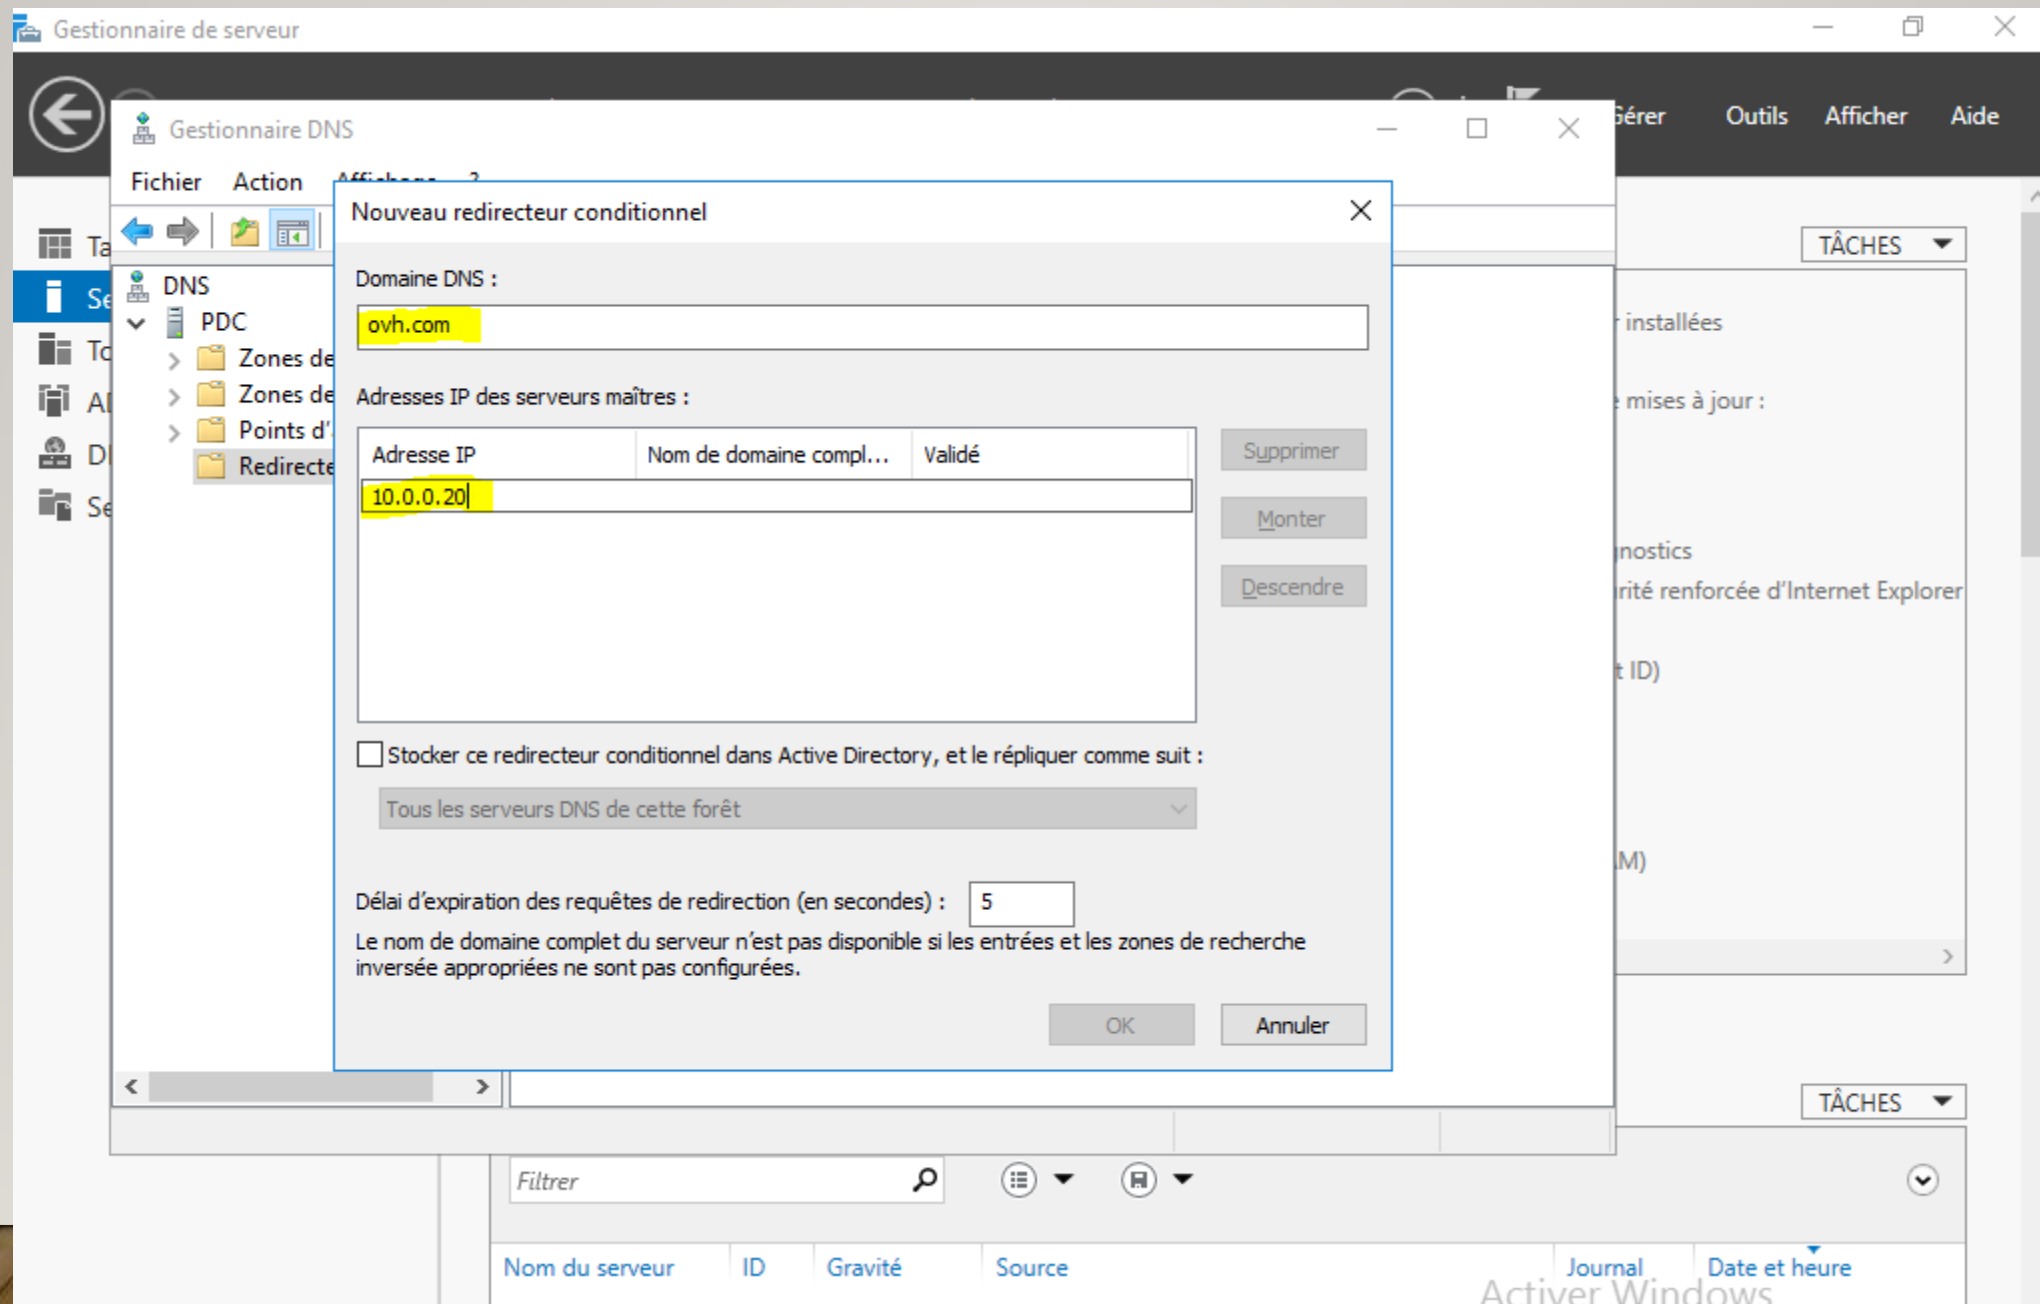 Gestionnaire de serveur
Gérer Outils Afficher Aide
Gestionnaire DNS
Fichier Action Affichage ?
Nouveau redirecteur conditionnel
TÂCHES
Domaine DNS :
DNS
ovh.com
PDC
installées
Zones de
Zones de
Adresses IP des serveurs maîtres :
mises à jour :
Points d'
Redirecte
Adresse IP Nom de domaine compl... Validé
Supprimer
10.0.0.20
Monter
gnostics
Descendre
rité renforcée d'Internet Explorer
t ID)
Stocker ce redirecteur conditionnel dans Active Directory, et le répliquer comme suit :
Tous les serveurs DNS de cette forêt
AM)
Délai d'expiration des requêtes de redirection (en secondes) : 5
Le nom de domaine complet du serveur n'est pas disponible si les entrées et les zones de recherche
inversée appropriées ne sont pas configurées.
OK Annuler
TÂCHES
Filtrer
Nom du serveur ID Gravité Source Journal Date et heure
Activer Windows